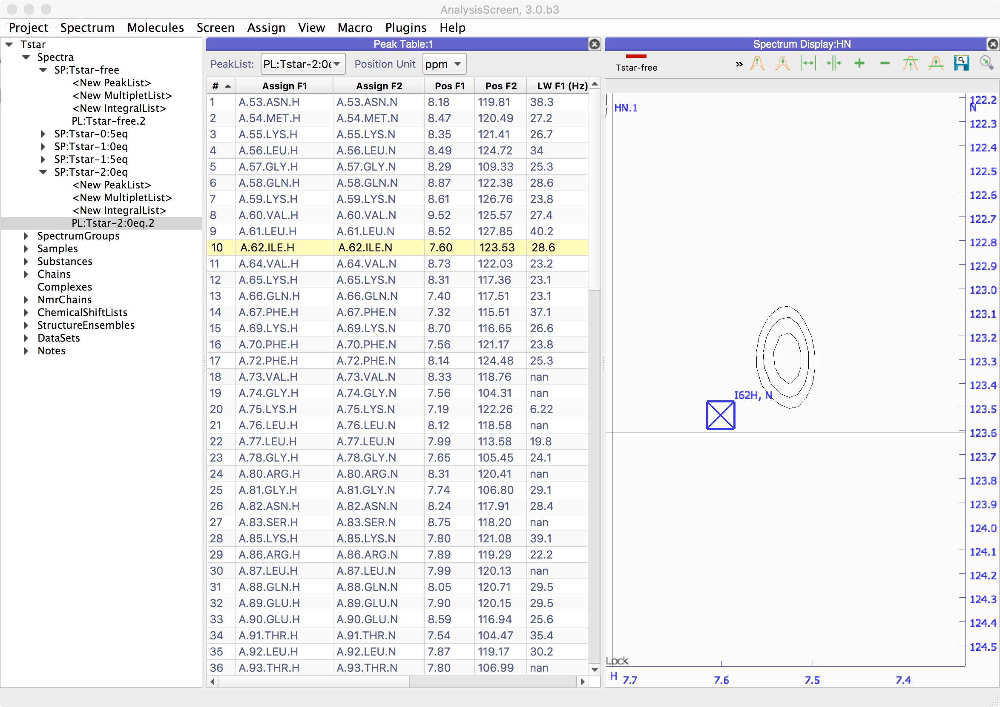 AnalysisScreen, 3.0.b3
Project Spectrum Molecules Screen Assign View Macro Plugins Help
Tstar
Spectra
SP:Tstar-free
<New PeakList>
<New MultipletList>
<New IntegralList>
PL:Tstar-free.2
SP:Tstar-0:5eq
SP:Tstar-1:0eq
SP:Tstar-1:5eq
SP:Tstar-2:0eq
<New PeakList>
<New MultipletList>
<New IntegralList>
PL:Tstar-2:0eq.2
SpectrumGroups
Samples
Substances
Chains
Complexes
NmrChains
ChemicalShiftLists
StructureEnsembles
DataSets
Notes
Peak Table:1
PeakList: PL:Tstar-2:0e Position Unit ppm
# Assign F1 Assign F2 Pos F1 Pos F2 LW F1 (Hz)
1 A.53.ASN.H A.53.ASN.N 8.18 119.81 38.3
2 A.54.MET.H A.54.MET.N 8.47 120.49 27.2
3 A.55.LYS.H A.55.LYS.N 8.35 121.41 26.7
4 A.56.LEU.H A.56.LEU.N 8.49 124.72 34
5 A.57.GLY.H A.57.GLY.N 8.29 109.33 25.3
6 A.58.GLN.H A.58.GLN.N 8.87 122.38 28.6
7 A.59.LYS.H A.59.LYS.N 8.61 126.76 23.8
8 A.60.VAL.H A.60.VAL.N 9.52 125.57 27.4
9 A.61.LEU.H A.61.LEU.N 8.52 127.85 40.2
10 A.62.ILE.H A.62.ILE.N 7.60 123.53 28.6
11 A.64.VAL.H A.64.VAL.N 8.73 122.03 23.2
12 A.65.LYS.H A.65.LYS.N 8.31 117.36 23.1
13 A.66.GLN.H A.66.GLN.N 7.40 117.51 23.1
14 A.67.PHE.H A.67.PHE.N 7.32 115.51 37.1
15 A.69.LYS.H A.69.LYS.N 8.70 116.65 26.6
16 A.70.PHE.H A.70.PHE.N 7.56 121.17 23.8
17 A.72.PHE.H A.72.PHE.N 8.14 124.48 25.3
18 A.73.VAL.H A.73.VAL.N 8.33 118.76 nan
19 A.74.GLY.H A.74.GLY.N 7.56 104.31 nan
20 A.75.LYS.H A.75.LYS.N 7.19 122.26 6.22
21 A.76.LEU.H A.76.LEU.N 8.12 118.58 nan
22 A.77.LEU.H A.77.LEU.N 7.99 113.58 19.8
23 A.78.GLY.H A.78.GLY.N 7.65 105.45 24.1
24 A.80.ARG.H A.80.ARG.N 8.31 120.41 nan
25 A.81.GLY.H A.81.GLY.N 7.74 106.80 29.1
26 A.82.ASN.H A.82.ASN.N 8.24 117.91 28.4
27 A.83.SER.H A.83.SER.N 8.75 118.20 nan
28 A.85.LYS.H A.85.LYS.N 7.80 121.08 39.1
29 A.86.ARG.H A.86.ARG.N 7.89 119.29 22.2
30 A.87.LEU.H A.87.LEU.N 7.99 120.13 nan
31 A.88.GLN.H A.88.GLN.N 8.05 120.71 29.5
32 A.89.GLU.H A.89.GLU.N 7.90 120.15 29.5
33 A.90.GLU.H A.90.GLU.N 8.59 116.94 25.6
34 A.91.THR.H A.91.THR.N 7.54 104.47 35.4
35 A.92.LEU.H A.92.LEU.N 7.87 119.17 30.2
36 A.93.THR.H A.93.THR.N 7.80 106.99 nan
Spectrum Display:HN
Tstar-free »
HN.1
N
122.2
122.3
122.4
122.5
122.6
122.7
122.8
122.9
123.0
123.1
123.2
123.3
123.4
I62H, N
123.5
123.6
123.7
123.8
123.9
124.0
124.1
124.2
124.3
124.4
124.5
Lock
H 7.7 7.6 7.5 7.4